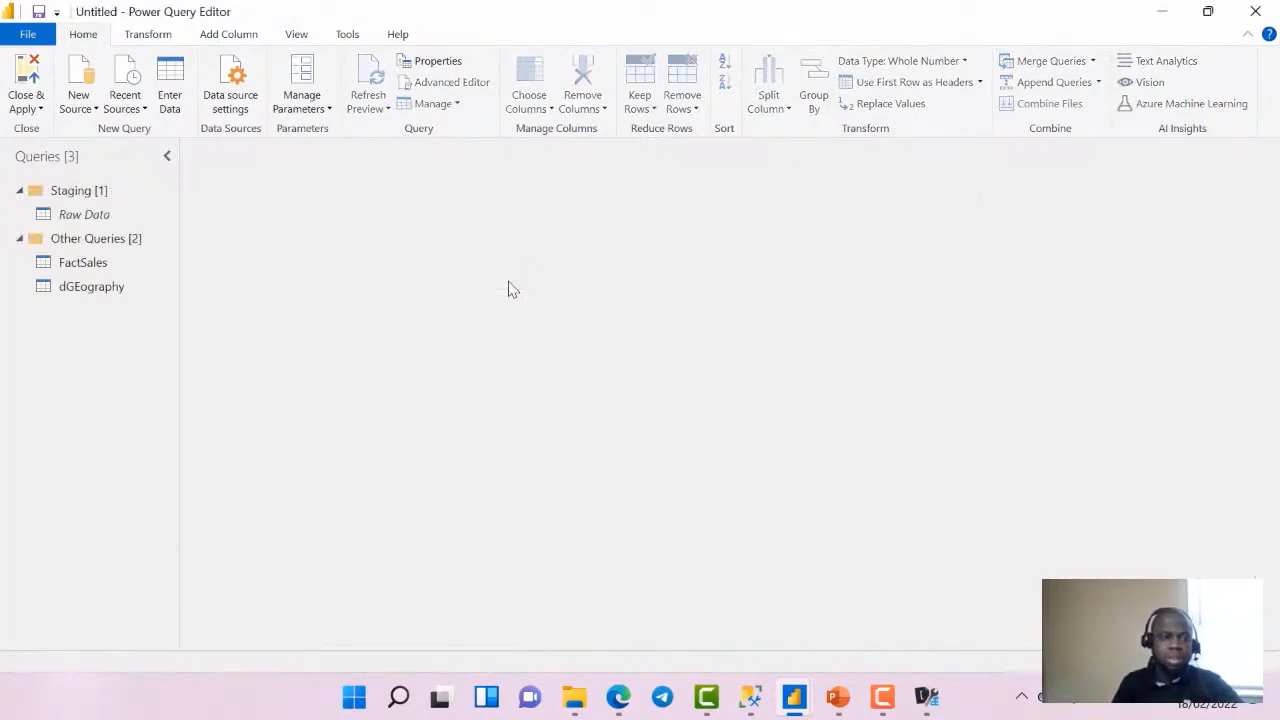 Untitled - Power Query Editor
File
Home
Transform
Add Column
View
Tools
Help
Close &
Apply
Close
New
Source
Recent
Sources
Enter
Data
New Query
Data source
settings
Data Sources
Manage
Parameters
Parameters
Refresh
Preview
Properties
Advanced Editor
Manage
Query
Choose
Columns
Remove
Columns
Manage Columns
Keep
Rows
Remove
Rows
Reduce Rows
A
Z
Z
A
Sort
Split
Column
Group
By
Data Type: Whole Number
Use First Row as Headers
Replace Values
Transform
Merge Queries
Append Queries
Combine Files
Combine
Text Analytics
Vision
Azure Machine Learning
AI Insights
Queries [3]
Staging [1]
Raw Data
Other Queries [2]
FactSales
dGEography
18/02/2022